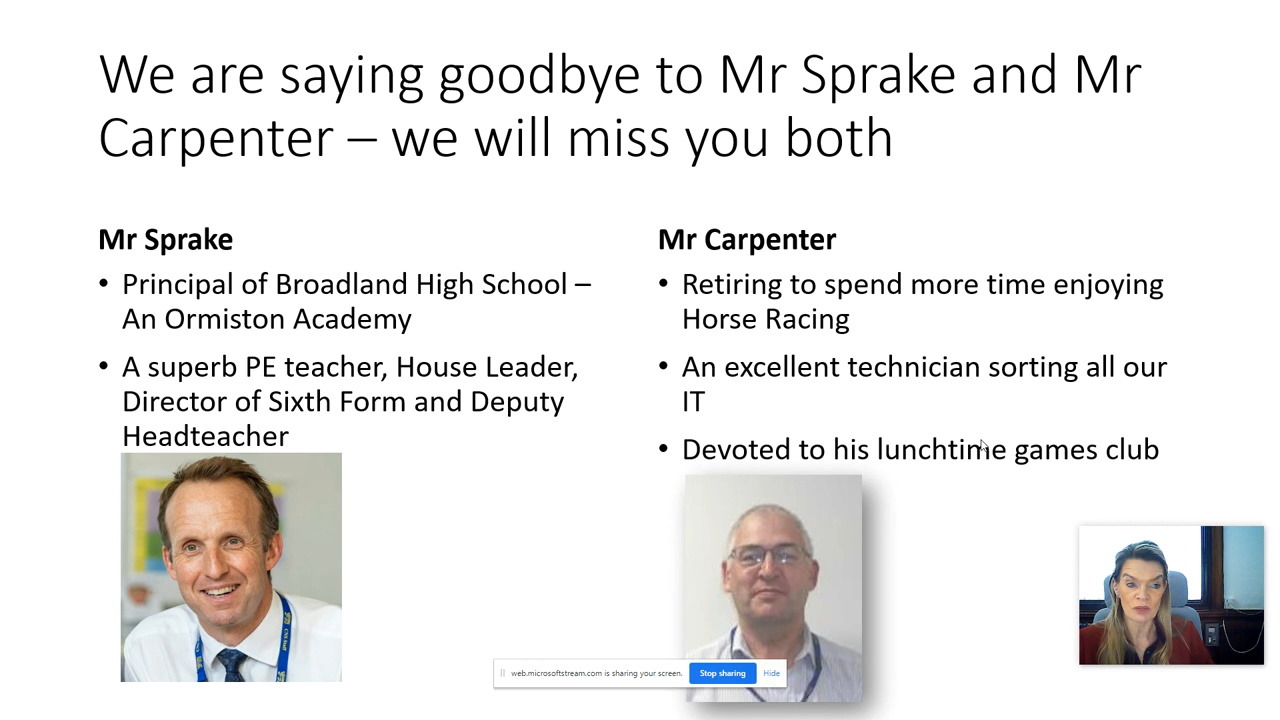 We are saying goodbye to Mr Sprake and Mr
Carpenter – we will miss you both
Mr Sprake
• Principal of Broadland High School –
An Ormiston Academy
• A superb PE teacher, House Leader,
Director of Sixth Form and Deputy
Headteacher
Mr Carpenter
• Retiring to spend more time enjoying
Horse Racing
• An excellent technician sorting all our
IT
• Devoted to his lunchtime games club
web.microsoftstream.com is sharing your screen.
Stop sharing
Hide